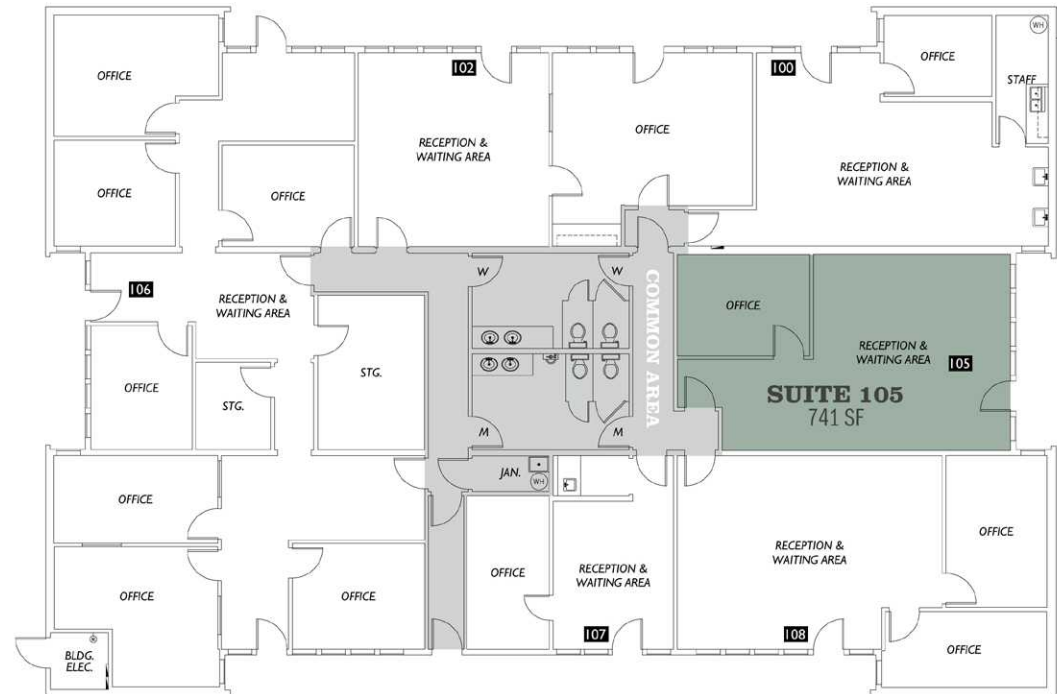 WH
102
100
OFFICE
OFFICE
STAFF
OFFICE
RECEPTION &
WAITING AREA
RECEPTION &
WAITING AREA
OFFICE
OFFICE
W
W
COMMON AREA
106
RECEPTION &
WAITING AREA
OFFICE
RECEPTION &
WAITING AREA
105
STG.
OFFICE
STG.
SUITE 105
741 SF
M
M
JAN.
WH
OFFICE
RECEPTION &
WAITING AREA
OFFICE
OFFICE
RECEPTION &
WAITING AREA
OFFICE
OFFICE
107
108
OFFICE
BLDG.
ELEC.